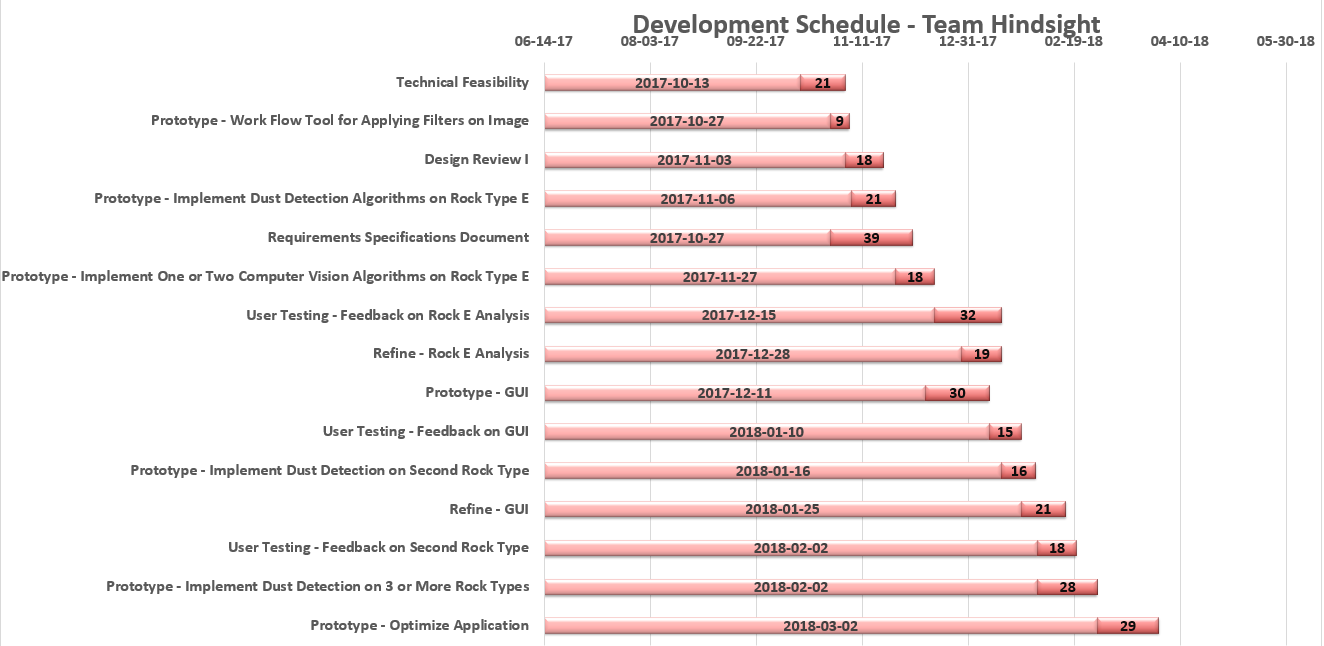 Development Schedule - Team Hindsight
06-14-17 08-03-17 09-22-17 11-11-17 12-31-17 02-19-18 04-10-18 05-30-18
Technical Feasibility 2017-10-13 21
Prototype - Work Flow Tool for Applying Filters on Image 2017-10-27 9
Design Review I 2017-11-03 18
Prototype - Implement Dust Detection Algorithms on Rock Type E 2017-11-06 21
Requirements Specifications Document 2017-10-27 39
Prototype - Implement One or Two Computer Vision Algorithms on Rock Type E 2017-11-27 18
User Testing - Feedback on Rock E Analysis 2017-12-15 32
Refine - Rock E Analysis 2017-12-28 19
Prototype - GUI 2017-12-11 30
User Testing - Feedback on GUI 2018-01-10 15
Prototype - Implement Dust Detection on Second Rock Type 2018-01-16 16
Refine - GUI 2018-01-25 21
User Testing - Feedback on Second Rock Type 2018-02-02 18
Prototype - Implement Dust Detection on 3 or More Rock Types 2018-02-02 28
Prototype - Optimize Application 2018-03-02 29